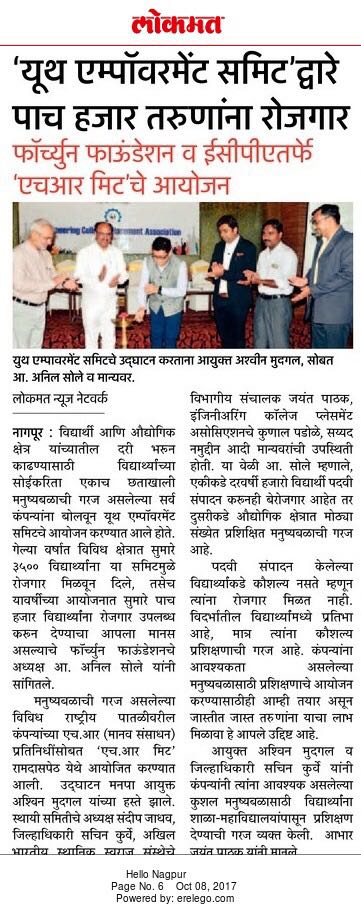 लोकमत
‘यूथ एम्पॉवरमेंट समिट’द्वारे
पाच हजार तरुणांना रोजगार
फॉर्च्युन फाऊंडेशन व ईसीपीएतर्फे
‘एचआर मिट’चे आयोजन
neering Coll
cement Association
यूथ एम्पावरमेंट समिटचे उद्घाटन करताना आयुक्त अश्वीन मुदगल, सोबत
आ. अनिल सोले व मान्यवर.
लोकमत न्यूज नेटवर्क
नागपूर : विद्यार्थी आणि औद्योगिक
क्षेत्र यांच्यातील दरी भरुन
काढण्यासाठी विद्यार्थ्यांच्या
सोईकरिता एकाच छताखाली
मनुष्यबळाची गरज असलेल्या सर्व
कंपन्यांना बोलवून यूथ एम्पॉवरमेंट
समिटचे आयोजन करण्यात आले होते.
गेल्या वर्षात विविध क्षेत्रात सुमारे
३५०० विद्यार्थ्यांना या समिटमुळे
रोजगार मिळवून दिले, तसेच
यावर्षीच्या आयोजनात सुमारे पाच
हजार विद्यार्थ्यांना रोजगार उपलब्ध
करुन देण्याचा आपला मानस
असल्याचे फॉर्च्युन फाऊंडेशनचे
अध्यक्ष आ. अनिल सोले यांनी
सांगितले.
मनुष्यबळाची गरज असलेल्या
विविध राष्ट्रीय पातळीवरील
कंपन्यांच्या एच.आर (मानव संसाधन)
प्रतिनिधींसोबत ‘एच.आर मिट’
रामदासपेठ येथे आयोजित करण्यात
आली. उद्घाटन मनपा आयुक्त
अश्विन मुदगल यांच्या हस्ते झाले.
स्थायी समितीचे अध्यक्ष संदीप जाधव,
जिल्हाधिकारी सचिन कुर्वे, अखिल
भारतीय स्थानिक स्वराज संस्थेचे
विभागीय संचालक जयंत पाठक,
इंजिनीअरिंग कॉलेज प्लेसमेंट
असोसिएशनचे कुणाल पडोळे, सय्यद
नमुद्दीन आदी मान्यवरांची उपस्थिती
होती. या वेळी आ. सोले म्हणाले,
एकीकडे दरवर्षी हजारो विद्यार्थी पदवी
संपादन करूनही बेरोजगार आहेत तर
दुसरीकडे औद्योगिक क्षेत्रात मोठ्या
संख्येत प्रशिक्षित मनुष्यबळाची गरज
आहे.
पदवी संपादन केलेल्या
विद्यार्थ्याकडे कौशल्य नसते म्हणून
त्यांना रोजगार मिळत नाही.
विदर्भातील विद्यार्थ्यांमध्ये प्रतिभा
आहे, मात्र त्यांना कौशल्य
प्रशिक्षणाची गरज आहे. कंपन्यांना
आवश्यकता असलेल्या
मनुष्यबळासाठी प्रशिक्षणाचे आयोजन
करण्यासाठीही आम्ही तयार असून
जास्तीत जास्त तरुणांना याचा लाभ
मिळावा हे आपले उद्दिष्ट आहे.
आयुक्त अश्विन मुदगल व
जिल्हाधिकारी सचिन कुर्वे यांनी
कंपन्यांनी त्यांना आवश्यक असलेल्या
कुशल मनुष्यबळासाठी विद्यार्थ्यांना
शाळा-महाविद्यालयांपासून प्रशिक्षण
देण्याची गरज व्यक्त केली. आभार
जयंत पाठक यांनी मानले.
Hello Nagpur
Page No. 6 Oct 08, 2017
Powered by: erelego.com